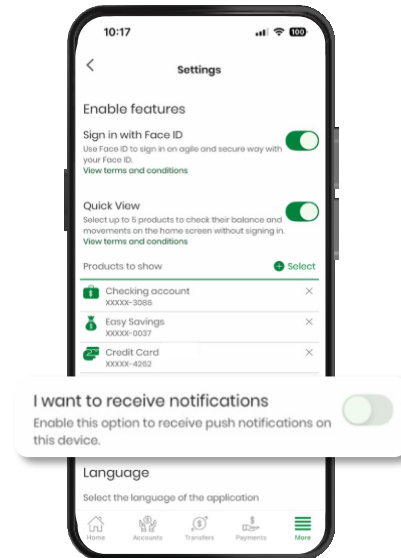 10:17
100
Settings
Enable features
Sign in with Face ID
Use Face ID to sign in on agile and secure way with
your Face ID.
View terms and conditions
Quick View
Select up to 5 products to check their balance and
movements on the home screen without signing in.
View terms and conditions
Products to show
Select
Checking account
XXXXX-3086
Easy Savings
XXXXX-0037
Credit Card
XXXXX-4262
I want to receive notifications
Enable this option to receive push notifications on
this device.
Language
Select the language of the application
Home Accounts Transfers Payments More